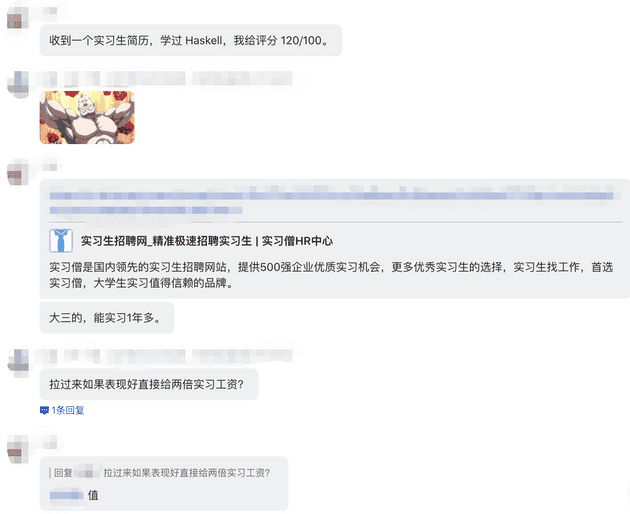 收到一个实习生简历，学过 Haskell，我给评分 120/100。
实习生招聘网_精准极速招聘实习生 | 实习僧HR中心
实习僧是国内领先的实习生招聘网站，提供500强企业优质实习机会，更多优秀实习生的选择，实习生找工作，首选
实习僧，大学生实习值得信赖的品牌。
大三的，能实习1年多。
拉过来如果表现好直接给两倍实习工资？
1条回复
回复 拉过来如果表现好直接给两倍实习工资？
值